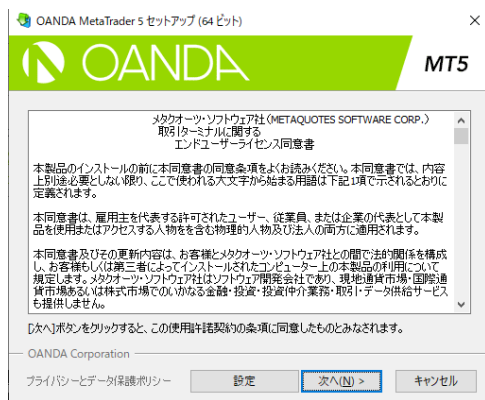 OANDA MetaTrader 5 セットアップ (64 ビット)
OANDA
MT5
メタクオーツ・ソフトウェア社 (METAQUOTES SOFTWARE CORP.)
取引ターミナルに関する
エンドユーザーライセンス同意書
本製品のインストールの前に本同意書の同意条項をよくお読みください。本同意書では、内容
上別途必要としない限り、ここで使われる大文字から始まる用語は下記1項で示されるとおりに
定義されます。
本同意書は、雇用主を代表する許可されたユーザー、従業員、または企業の代表として本製
品を使用またはアクセスする人物をを含む物理的人物及び法人の両方に適用されます。
本同意書及びその更新内容は、お客様とメタクオーツ・ソフトウェア社との間で法的関係を構成
し、お客様もしくは第三者によってインストールされたコンピューター上の本製品の利用について
規定します。メタクオーツ・ソフトウェア社はソフトウェア開発会社であり、現地通貨市場・国際通
貨市場あるいは株式市場でのいかなる金融・投資・投資仲介業務・取引・データ供給サービス
も提供しません。
[次へ]ボタンをクリックすると、この使用許諾契約の条項に同意したものとみなされます。
OANDA Corporation
プライバシーとデータ保護ポリシー
設定
次へ(N) >
キャンセル